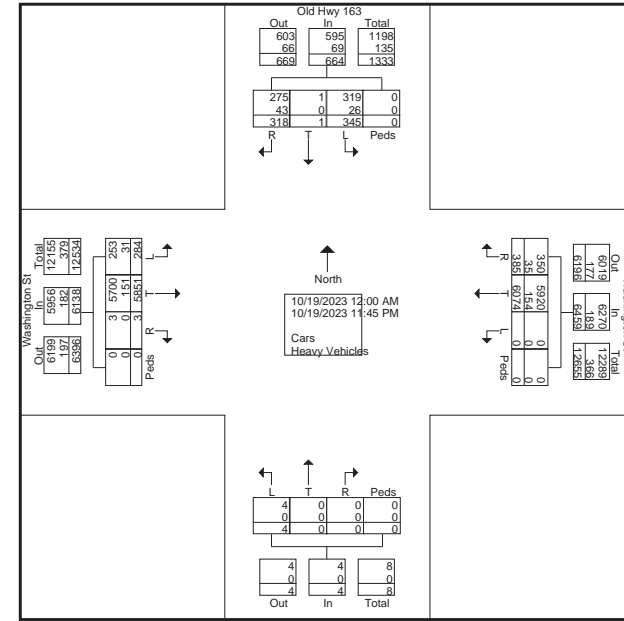 Old Hwy 163
Out In Total
603 595 1198
66 69 135
669 664 1333
275 1 319 0
43 0 26 0
318 1 345 0
R T L Peds
Washington St
Total In Out
12155 5956 6199
379 182 197
12534 6138 6396
L T R Peds
253 5700 3 0
31 151 0 0
284 5851 3 0
North
10/19/2023 12:00 AM
10/19/2023 11:45 PM
Cars
Heavy Vehicles
R T L Peds
350 5920 0 0
35 154 0 0
385 6074 0 0
Out In Total
6019 6270 12289
177 189 366
6196 6459 12655
L T R Peds
4 0 0 0
0 0 0 0
4 0 0 0
4 4 8
0 0 0
4 4 8
Out In Total